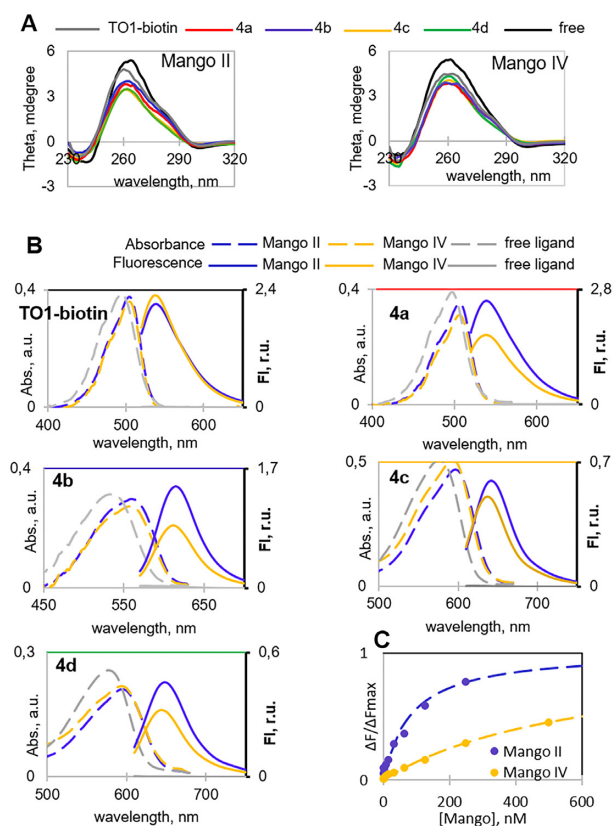 A
TO1-biotin 4a 4b 4c 4d free
Mango II
Theta, mdegree
6
3
0
-3
230 260 290 320
wavelength, nm
Mango IV
Theta, mdegree
6
3
0
-3
230 260 290 320
wavelength, nm
B
Absorbance Mango II Mango IV free ligand
Fluorescence Mango II Mango IV free ligand
TO1-biotin
Abs., a.u.
0,4
0
2,4
0
Fl, r.u.
400 500 600
wavelength, nm
4a
Abs., a.u.
0,4
0
2,8
0
Fl, r.u.
400 500 600
wavelength, nm
4b
Abs., a.u.
0,4
0
1,7
0
Fl, r.u.
450 550 650
wavelength, nm
4c
Abs., a.u.
0,5
0
0,7
0
Fl, r.u.
500 600 700
wavelength, nm
4d
Abs., a.u.
0,3
0
0,6
0
Fl, r.u.
500 600 700
wavelength, nm
C
ΔF/ΔFmax
1
0
Mango II
Mango IV
0 200 400 600
[Mango], nM